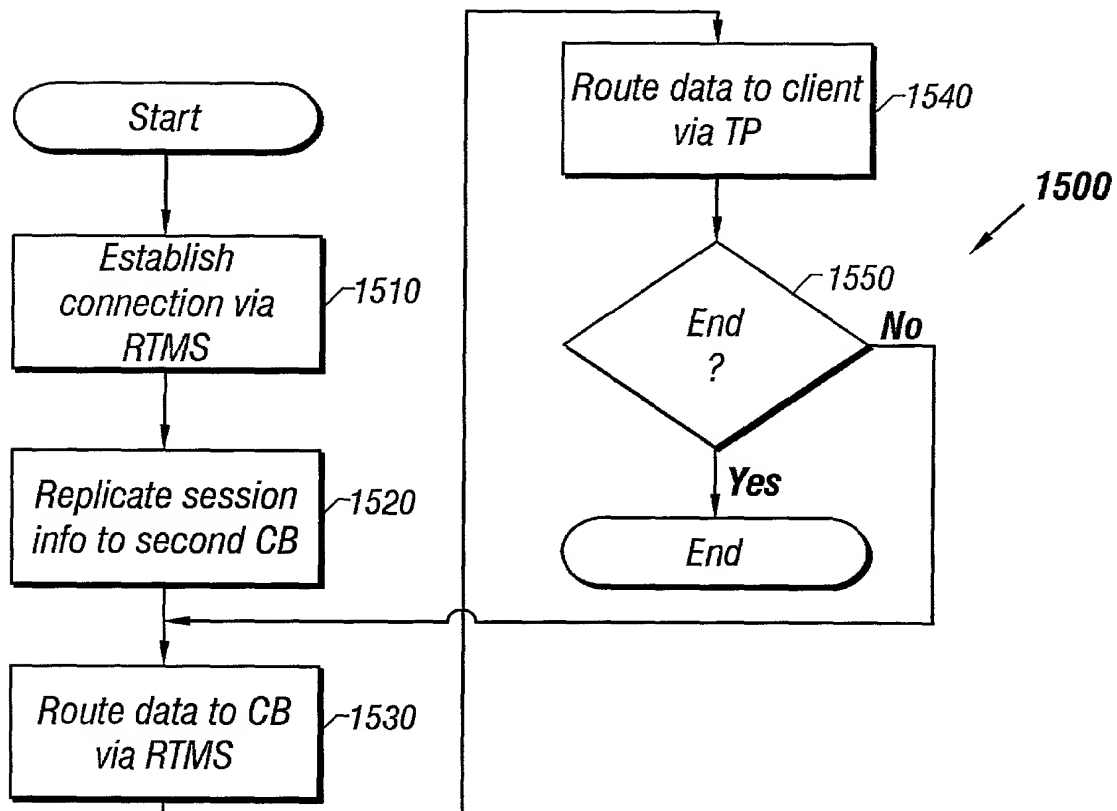 Start
Establish
connection via
RTMS
1510
Replicate session
info to second CB
1520
Route data to CB
via RTMS
1530
Route data to client
via TP
1540
End
?
1550
No
Yes
End
1500